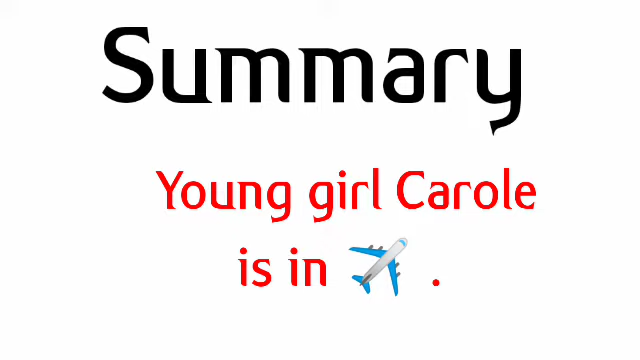 Summary
Young girl Carole
is in ✈️ .